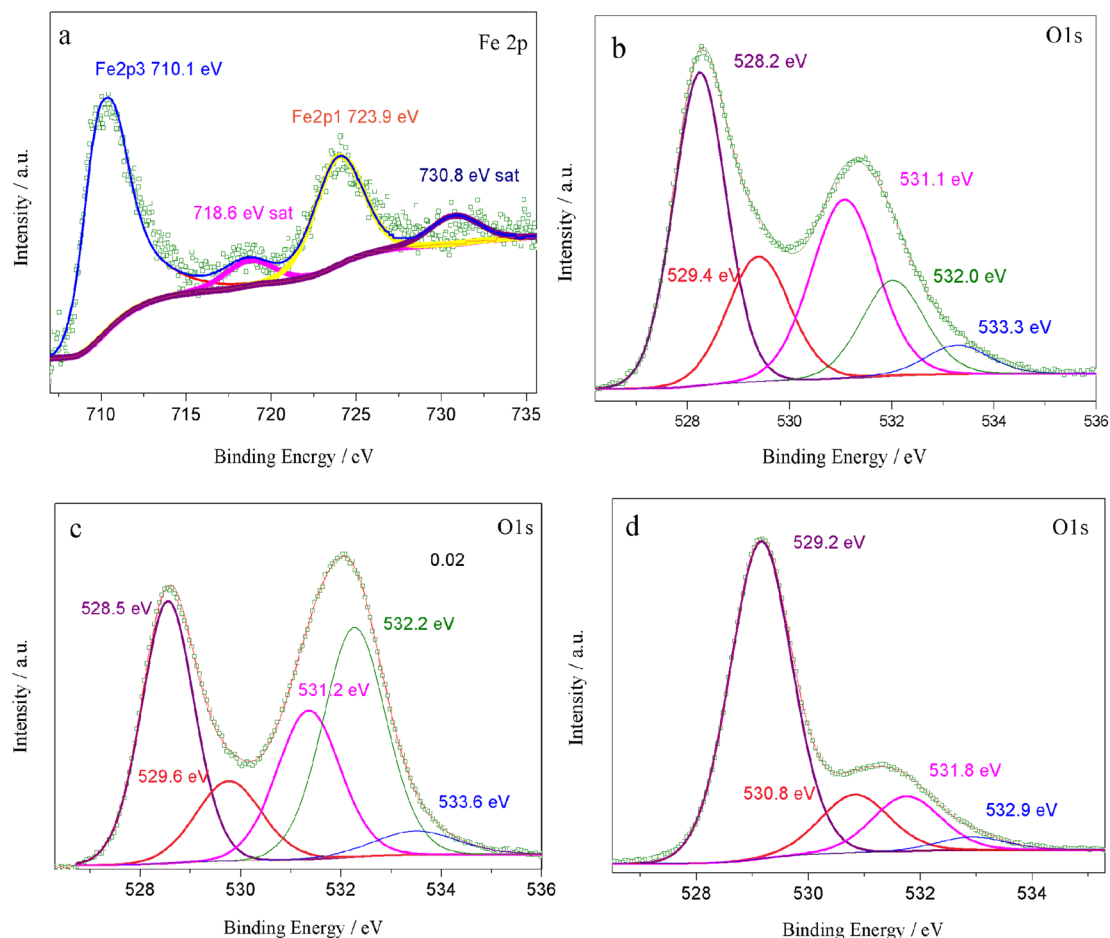 a
Fe 2p
Fe2p3 710.1 eV
Fe2p1 723.9 eV
718.6 eV sat
730.8 eV sat
Intensity / a.u.
710 715 720 725 730 735
Binding Energy / eV
b
O1s
528.2 eV
531.1 eV
529.4 eV
532.0 eV
533.3 eV
Intensity / a.u.
528 530 532 534 536
Binding Energy / eV
c
O1s
0.02
528.5 eV
532.2 eV
531.2 eV
529.6 eV
533.6 eV
Intensity / a.u.
528 530 532 534 536
Binding Energy / eV
d
O1s
529.2 eV
531.8 eV
530.8 eV
532.9 eV
Intensity / a.u.
528 530 532 534
Binding Energy / eV